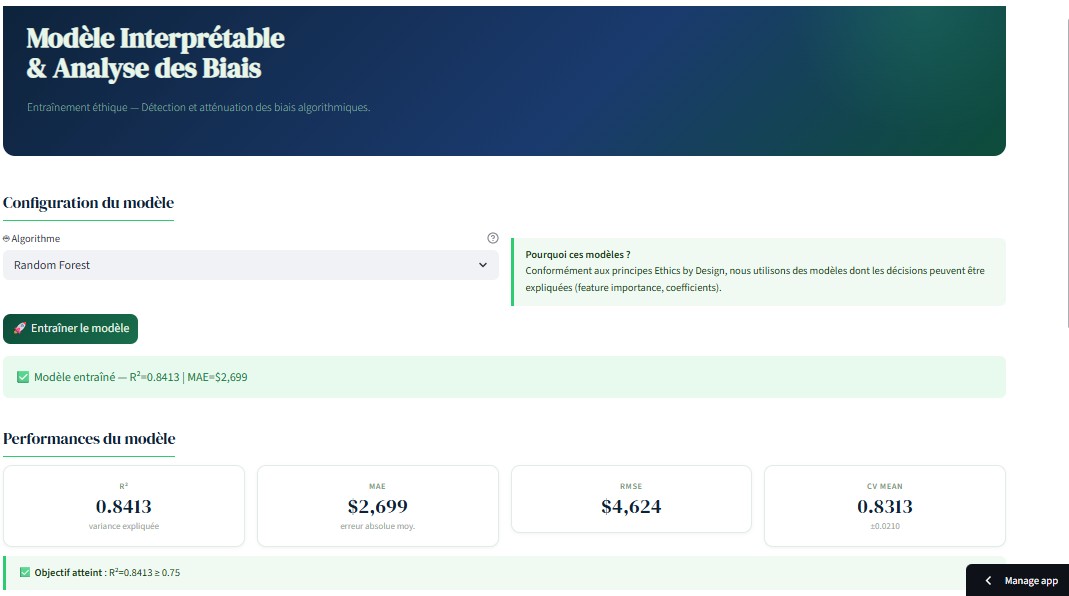 Modèle Interprétable
& Analyse des Biais
Entraînement éthique — Détection et atténuation des biais algorithmiques.
Configuration du modèle
Algorithme
Random Forest
Pourquoi ces modèles ?
Conformément aux principes Ethics by Design, nous utilisons des modèles dont les décisions peuvent être
expliquées (feature importance, coefficients).
🚀 Entraîner le modèle
✅ Modèle entraîné — R²=0.8413 | MAE=$2,699
Performances du modèle
R²
0.8413
variance expliquée
MAE
$2,699
erreur absolue moy.
RMSE
$4,624
CV MEAN
0.8313
±0.0210
✅ Objectif atteint : R²=0.8413 ≥ 0.75
Manage app